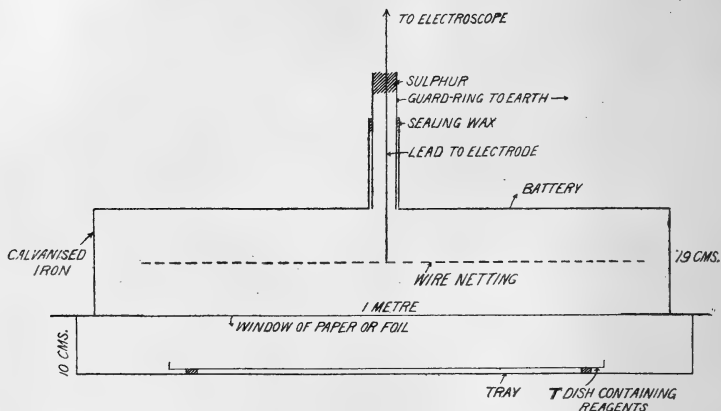 TO ELECTROSCOPE
SULPHUR
GUARD-RING TO EARTH
SEALING WAX
LEAD TO ELECTRODE
BATTERY
GALVANISED
IRON
19 CMS.
WIRE NETTING
1 METRE
WINDOW OF PAPER OR FOIL
10 CMS.
TRAY
T DISH CONTAINING
REAGENTS